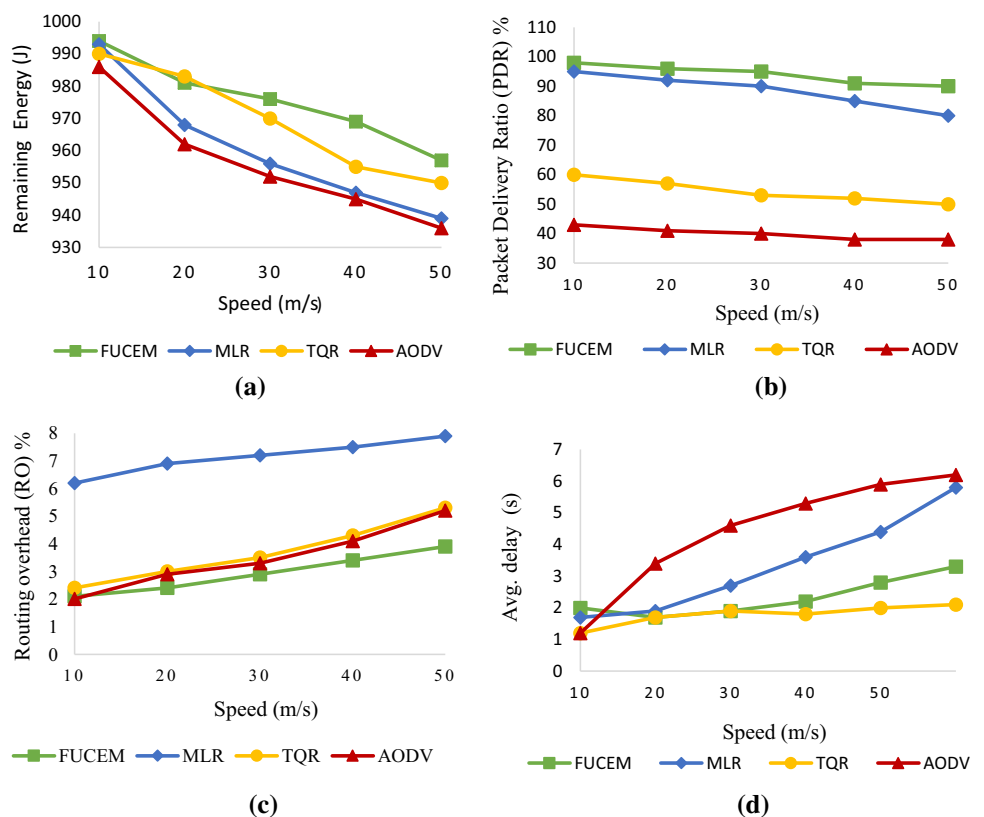 1000
990
980
970
960
950
940
930
Remaining Energy (J)
10 20 30 40 50
Speed (m/s)
FUCEM MLR TQR AODV
(a)
110
100
90
80
70
60
50
40
30
Packet Delivery Ratio (PDR) %
10 20 30 40 50
Speed (m/s)
FUCEM MLR TQR AODV
(b)
8
7
6
5
4
3
2
1
0
Routing overhead (RO) %
10 20 30 40 50
Speed (m/s)
FUCEM MLR TQR AODV
(c)
7
6
5
4
3
2
1
0
Avg. delay (s)
10 20 30 40 50
Speed (m/s)
FUCEM MLR TQR AODV
(d)